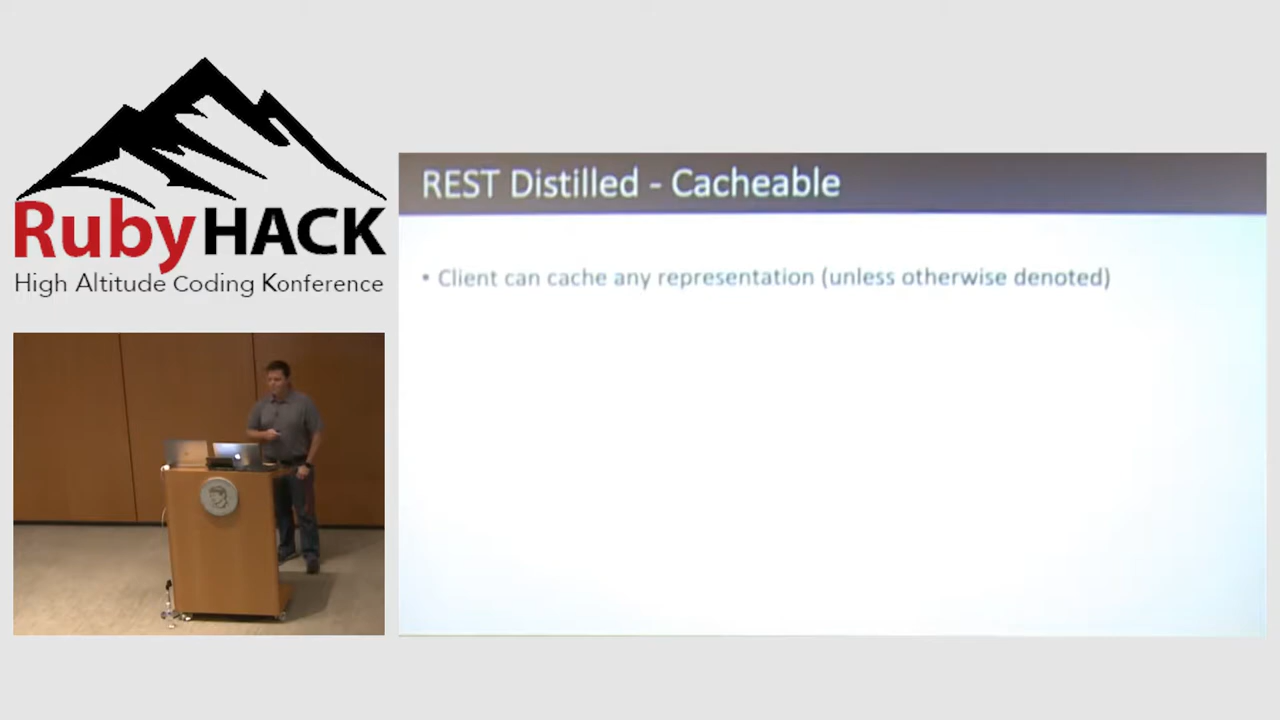 RubyHACK
High Altitude Coding Konference
REST Distilled - Cacheable
• Client can cache any representation (unless otherwise denoted)